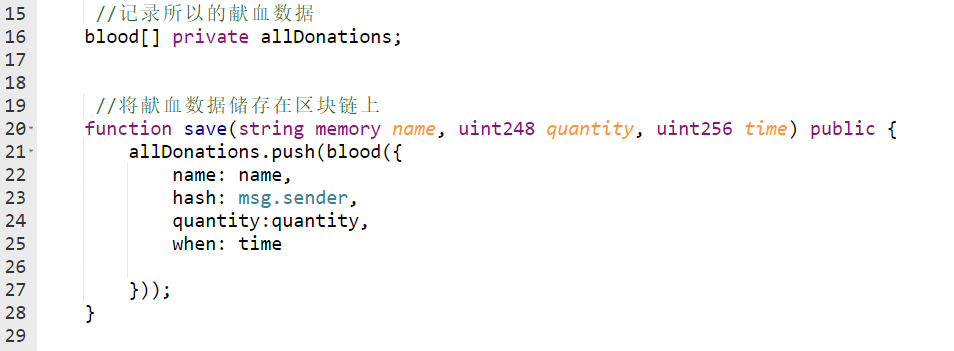 15 //记录所以的献血数据
16 blood[] private allDonations;
17
18
19 //将献血数据储存在区块链上
20 function save(string memory name, uint248 quantity, uint256 time) public {
21 allDonations.push(blood({
22 name: name,
23 hash: msg.sender,
24 quantity:quantity,
25 when: time
26
27 }));
28 }
29